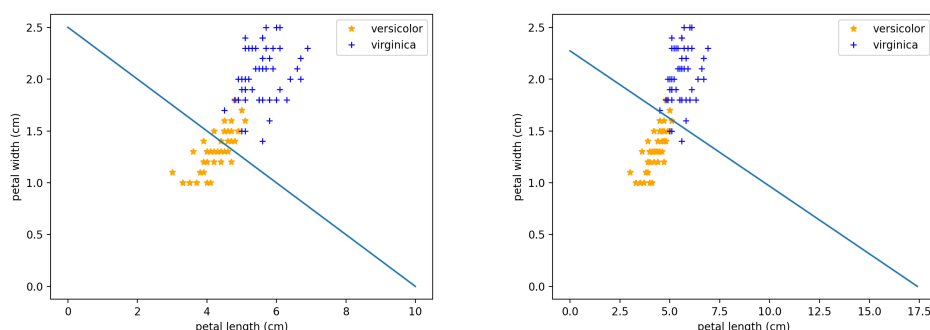 2.5
2.0
1.5
1.0
0.5
0.0
petal width (cm)
versicolor
virginica
0 2 4 6 8 10
petal length (cm)
2.5
2.0
1.5
1.0
0.5
0.0
petal width (cm)
versicolor
virginica
0.0 2.5 5.0 7.5 10.0 12.5 15.0 17.5
petal length (cm)